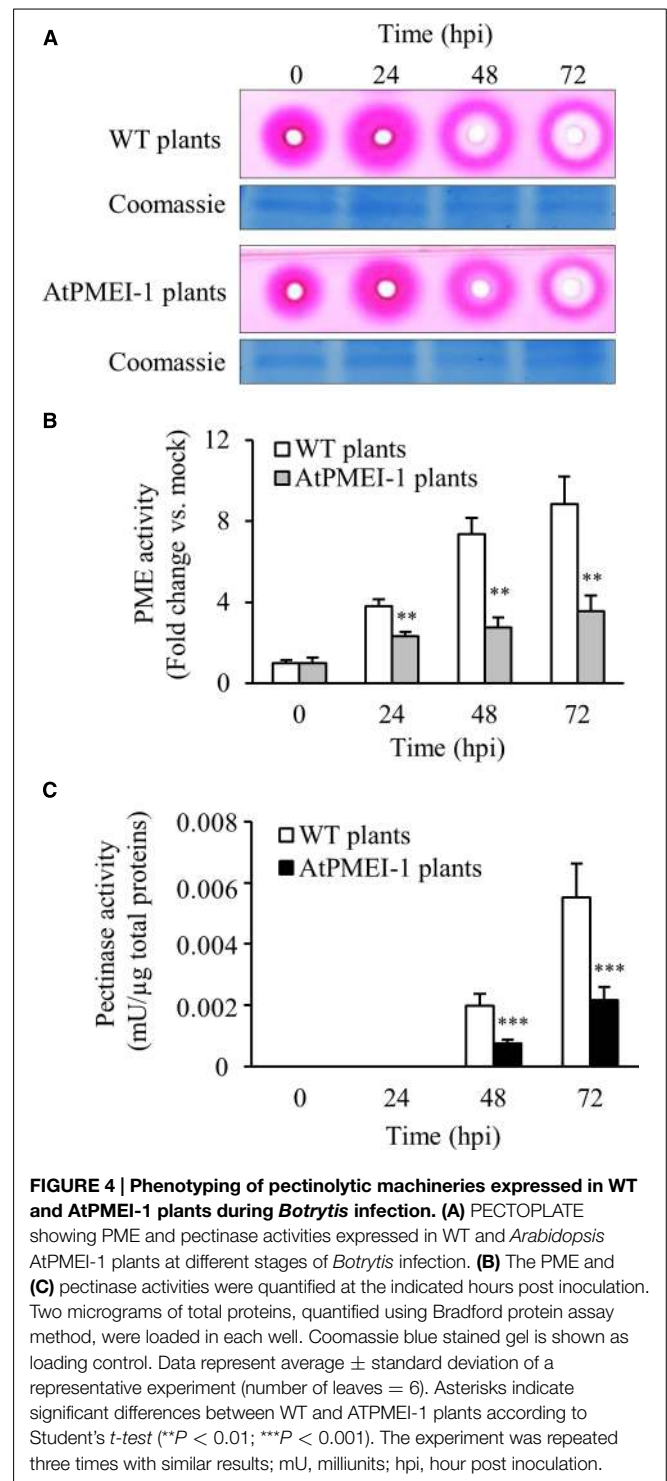 A
Time (hpi)
0 24 48 72
WT plants
Coomassie
AtPMEI-1 plants
Coomassie
B
PME activity
(Fold change vs. mock)
12
8
4
0
WT plants
AtPMEI-1 plants
**
**
**
0 24 48 72
Time (hpi)
C
Pectinase activity
(mU/µg total proteins)
0.008
0.006
0.004
0.002
0
WT plants
AtPMEI-1 plants
***
***
0 24 48 72
Time (hpi)
FIGURE 4 | Phenotyping of pectinolytic machineries expressed in WT
and AtPMEI-1 plants during Botrytis infection. (A) PECTOPLATE
showing PME and pectinase activities expressed in WT and Arabidopsis
AtPMEI-1 plants at different stages of Botrytis infection. (B) The PME and
(C) pectinase activities were quantified at the indicated hours post inoculation.
Two micrograms of total proteins, quantified using Bradford protein assay
method, were loaded in each well. Coomassie blue stained gel is shown as
loading control. Data represent average ± standard deviation of a
representative experiment (number of leaves = 6). Asterisks indicate
significant differences between WT and ATPMEI-1 plants according to
Student's t-test (**P < 0.01; ***P < 0.001). The experiment was repeated
three times with similar results; mU, milliunits; hpi, hour post inoculation.